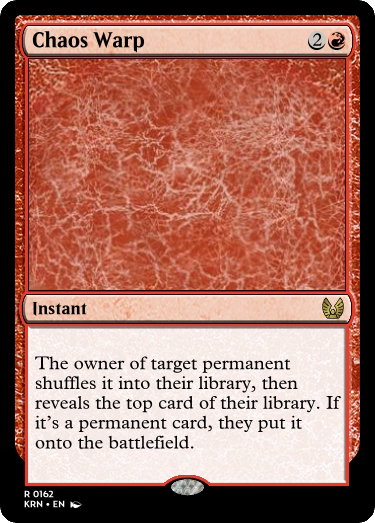 Chaos Warp 2
Instant
The owner of target permanent
shuffles it into their library, then
reveals the top card of their library. If
it's a permanent card, they put it
onto the battlefield.
R 0162
KRN • EN